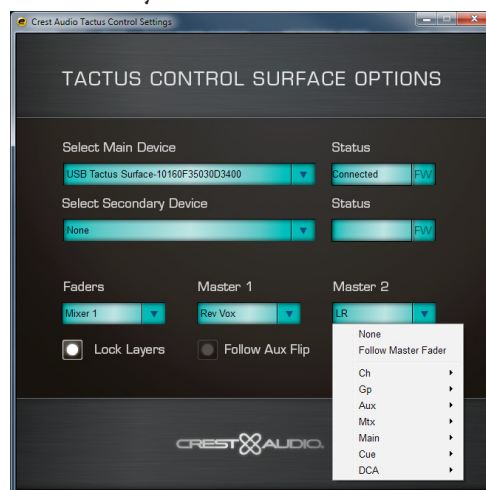 Crest Audio Tactus Control Settings
TACTUS CONTROL SURFACE OPTIONS
Select Main Device
Status
USB Tactus Surface-10160F35030D3400
Connected
FW
Select Secondary Device
Status
None
FW
Faders
Master 1
Master 2
Mixer 1
Rev Vox
LR
Lock Layers
Follow Aux Flip
None
Follow Master Fader
Ch
Gp
Aux
Mtx
Main
Cue
DCA
CREST AUDIO.